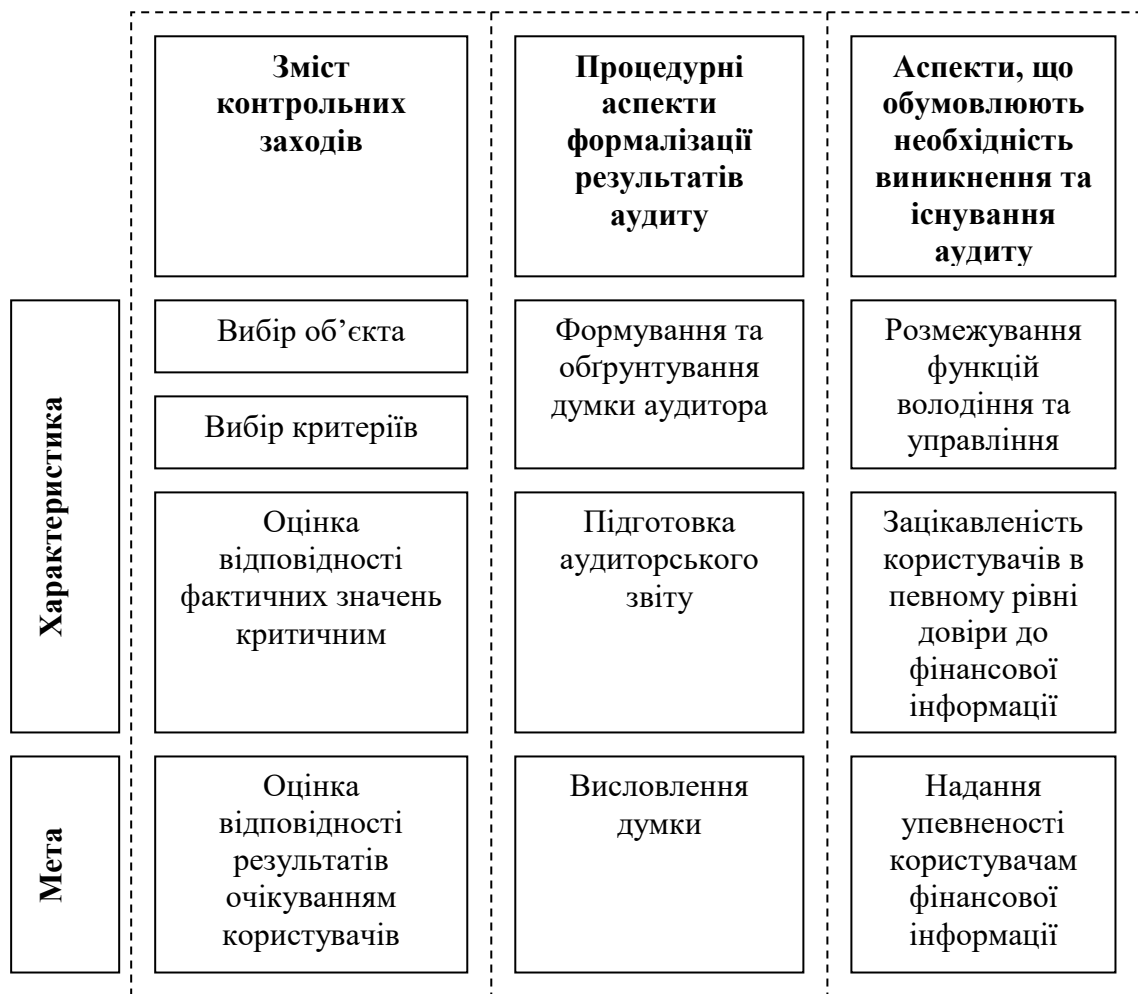 Зміст
контрольних
заходів
Процедурні
аспекти
формалізації
результатів
аудиту
Аспекти, що
обумовлюють
необхідність
виникнення та
існування
аудиту
Характеристика
Вибір об’єкта
Вибір критеріїв
Оцінка
відповідності
фактичних значень
критичним
Формування та
обґрунтування
думки аудитора
Підготовка
аудиторського
звіту
Розмежування
функцій
володіння та
управління
Зацікавленість
користувачів в
певному рівні
довіри до
фінансової
інформації
Мета
Оцінка
відповідності
результатів
очікуванням
користувачів
Висловлення
думки
Надання
упевненості
користувачам
фінансової
інформації